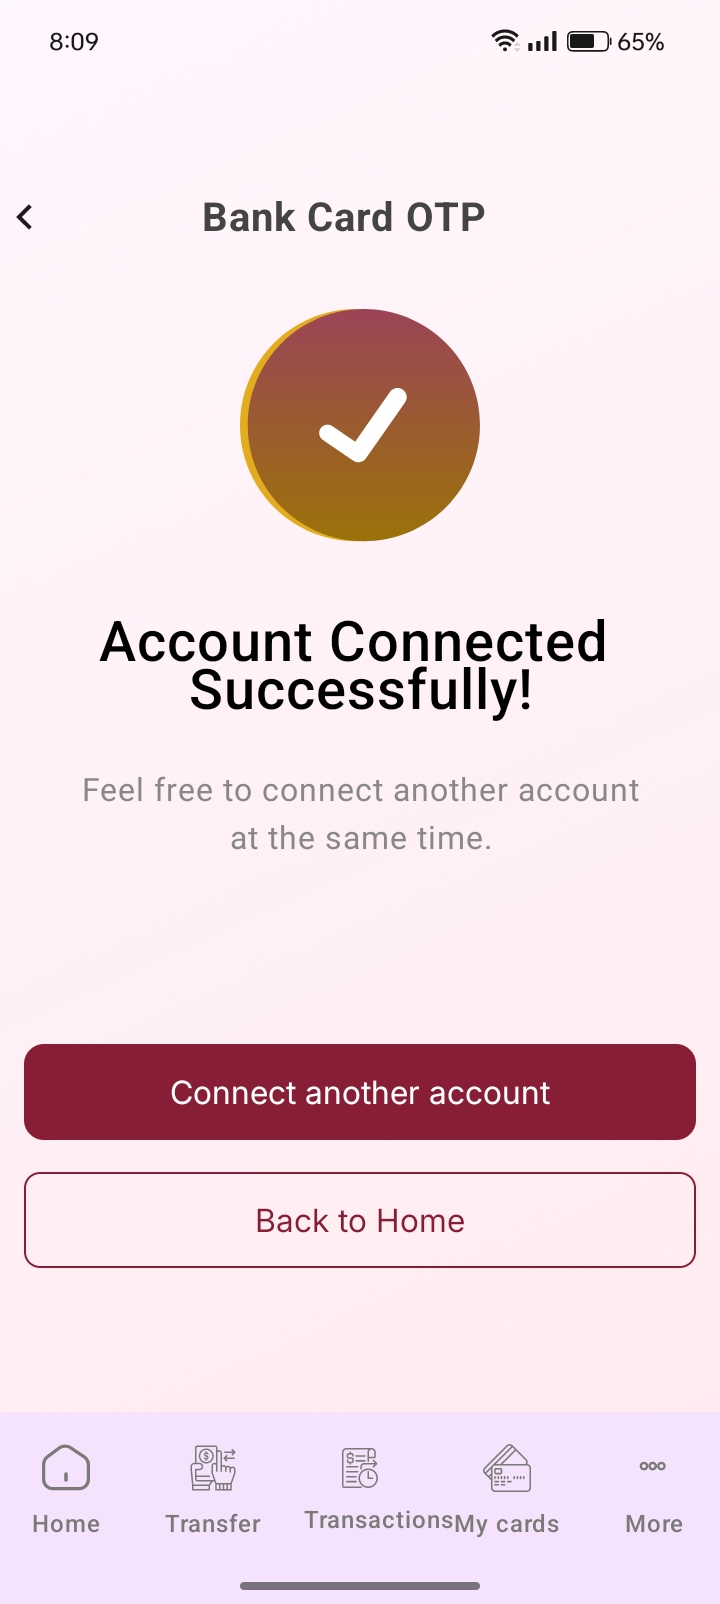 8:09
65%
Bank Card OTP
Account Connected
Successfully!
Feel free to connect another account
at the same time.
Connect another account
Back to Home
Home
Transfer
Transactions
My cards
More